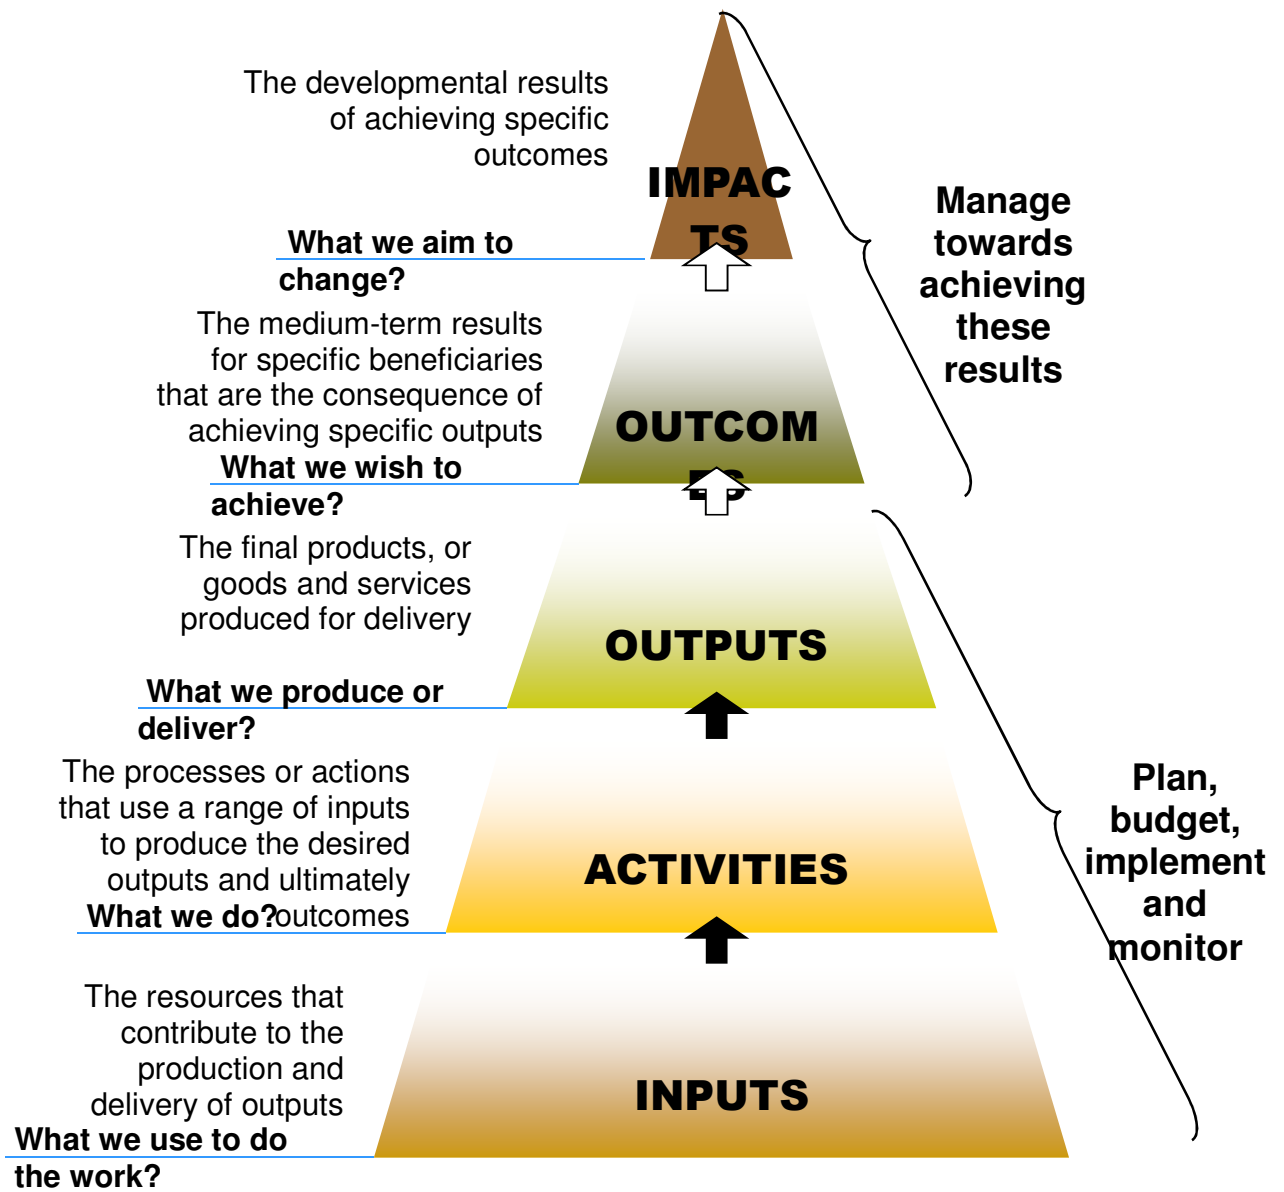 The developmental results
of achieving specific
outcomes
IMPAC
TS
What we aim to
change?
Manage
towards
achieving
these
results
The medium-term results
for specific beneficiaries
that are the consequence of
achieving specific outputs
OUTCOM
ES
What we wish to
achieve?
The final products, or
goods and services
produced for delivery
OUTPUTS
What we produce or
deliver?
The processes or actions
that use a range of inputs
to produce the desired
outputs and ultimately
outcomes
What we do?
ACTIVITIES
Plan,
budget,
implement
and
monitor
The resources that
contribute to the
production and
delivery of outputs
INPUTS
What we use to do
the work?